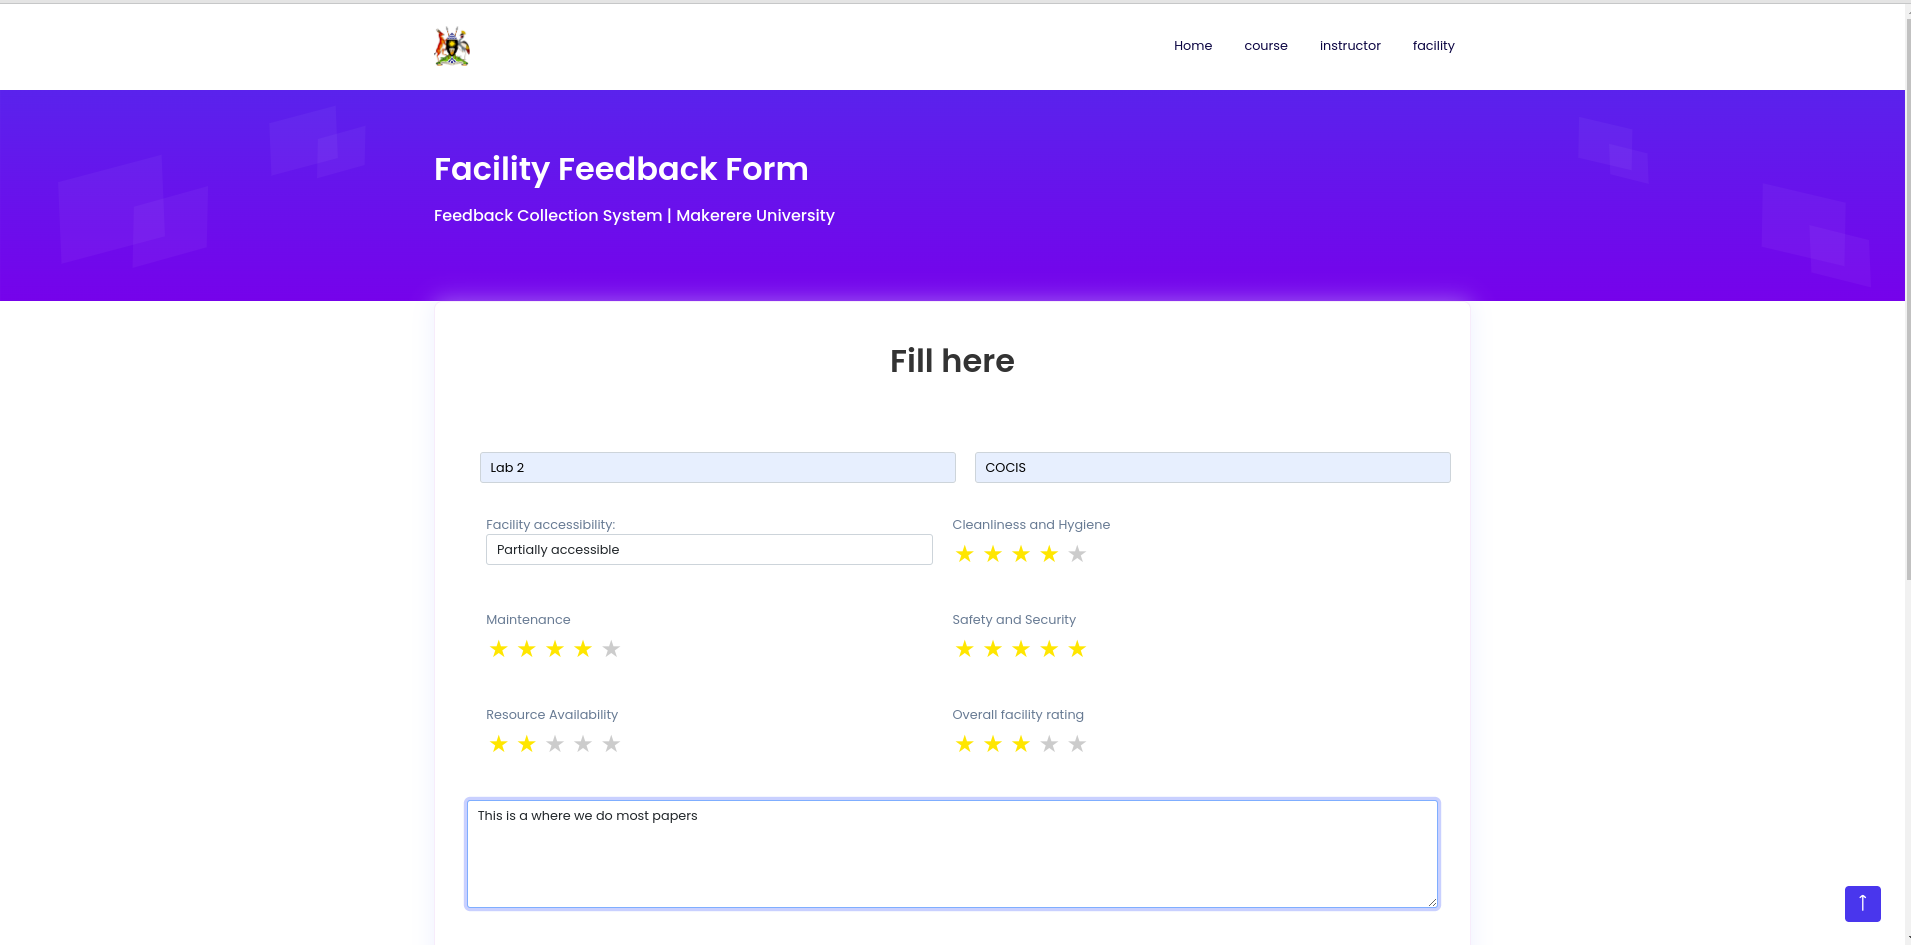 Home course instructor facility
Facility Feedback Form
Feedback Collection System | Makerere University
Fill here
Lab 2 COCIS
Facility accessibility: Cleanliness and Hygiene
Partially accessible
Maintenance Safety and Security
Resource Availability Overall facility rating
This is a where we do most papers